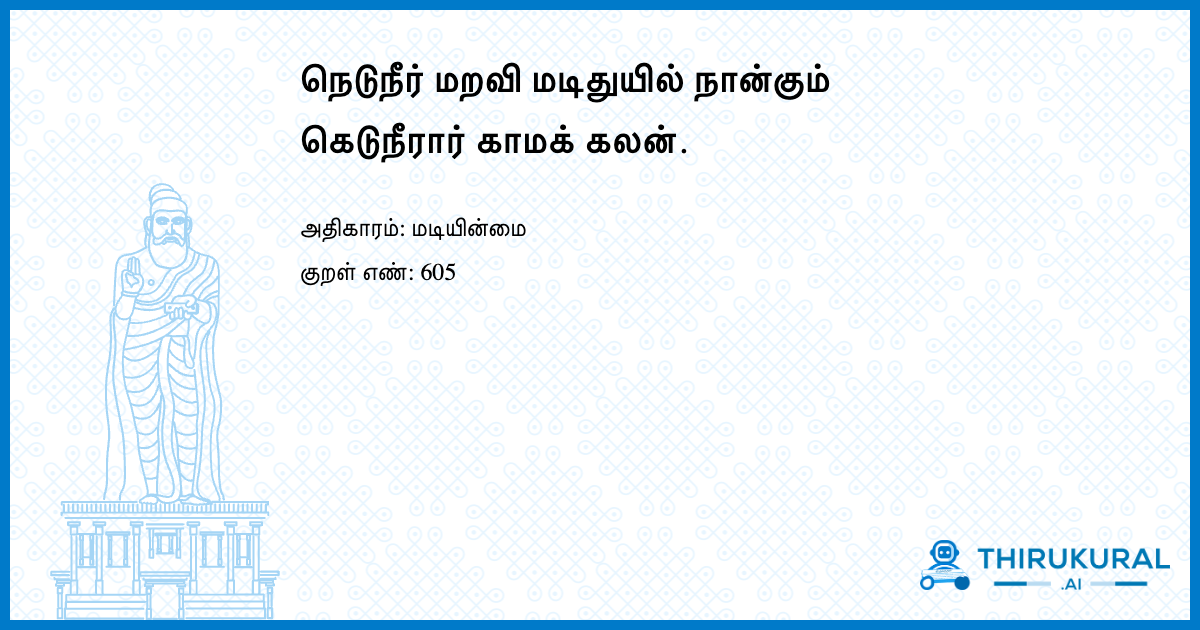 நெடுநீர் மறவி மடிதுயில் நான்கும்
கெடுநீரார் காமக் கலன்.
அதிகாரம்: மடியின்மை
குறள் எண்: 605
THIRUKURAL
.AI